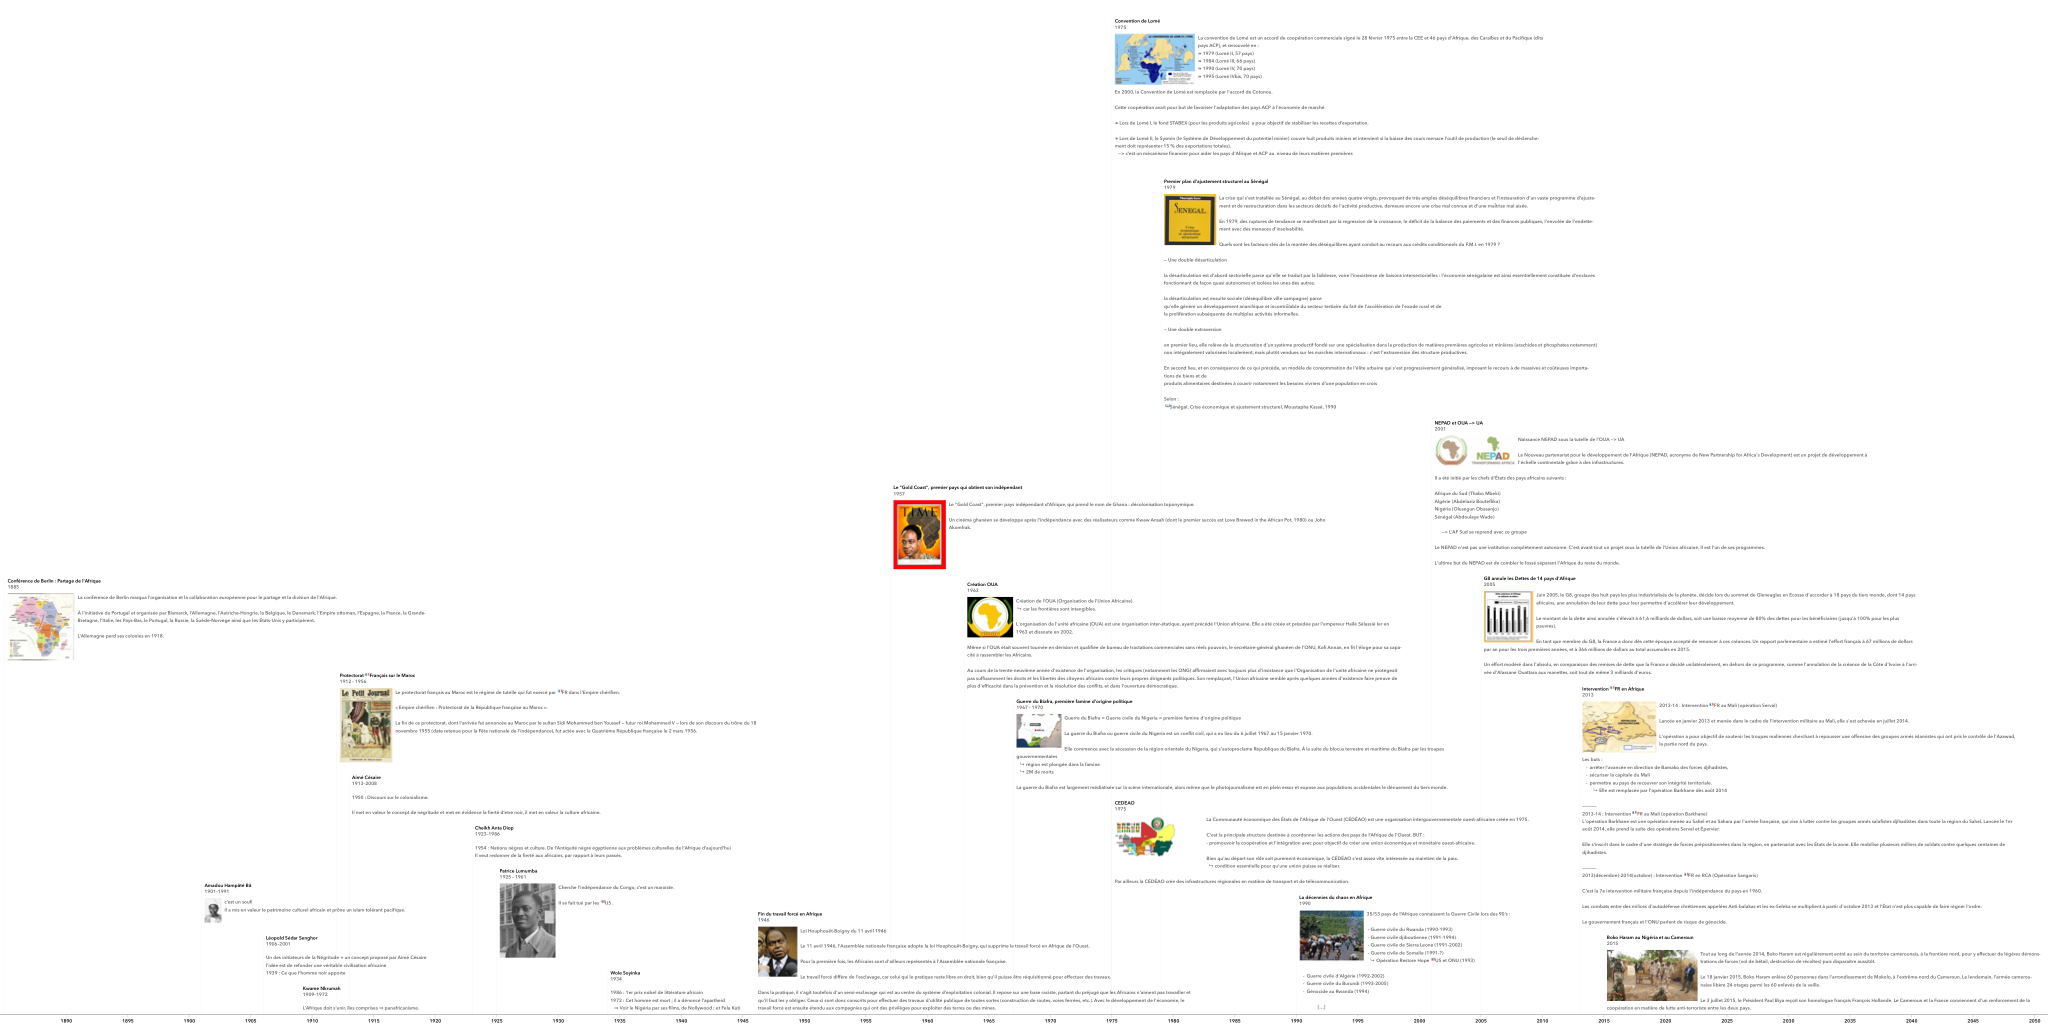 Convention de Lomé
1975
La convention de Lomé est un accord de coopération commerciale signé le 28 février 1975 entre la CEE et 46 pays d'Afrique, des Caraïbes et du Pacifique (dits
pays ACP), et renouvelé en :
» 1979 (Lomé II, 57 pays)
» 1984 (Lomé III, 66 pays)
» 1990 (Lomé IV, 70 pays)
» 1995 (Lomé IVbis, 70 pays)
En 2000, la Convention de Lomé est remplacée par l'accord de Cotonou.
Cette coopération avait pour but de favoriser l'adaptation des pays ACP à l'économie de marché.
» Lors de Lomé I, le fond STABEX (pour les produits agricoles) a pour objectif de stabiliser les recettes d'exportation.
» Lors de Lomé II, le Sysmin (le Système de Développement du potentiel minier) couvre huit produits miniers et intervient si la baisse des cours menace l'outil de production (le seuil de déclenche-
ment doit représenter 15 % des exportations totales).
--> c'est un mécanisme financier pour aider les pays d'Afrique et ACP au niveau de leurs matières premières
Premier plan d'ajustement structurel au Sénégal
1979
SENEGAL
La crise qui s'est installée au Sénégal, au début des années quatre vingts, provoquant de très amples déséquilibres financiers et l'instauration d'un vaste programme d'ajuste-
ment et de restructuration dans les secteurs décisifs de l'activité productive, demeure encore une crise mal connue et d'une maîtrise mal aisée.
En 1979, des ruptures de tendance se manifestant par la regression de la croissance, le déficit de la balance des paiements et des finances publiques, l'envolée de l'endette-
ment avec des menaces d'insolvabilité.
Quels sont les facteurs clés de la montée des déséquilibres ayant conduit au recours aux crédits conditionnels du F.M.I. en 1979 ?
– Une double désarticulation
la désarticulation est d'abord sectorielle parce qu'elle se traduit par la faiblesse, voire l'inexistence de liaisons intersectorielles : l'économie sénégalaise est ainsi essentiellement constituée d'enclaves
fonctionnant de façon quasi autonomes et isolées les unes des autres.
la désarticulation est ensuite sociale (déséquilibre ville-campagne) parce
qu'elle génère un développement anarchique et incontrôlable du secteur tertiaire du fait de l'accélération de l'exode rural et de
la prolifération subséquente de multiples activités informelles.
– Une double extraversion
en premier lieu, elle relève de la structuration d'un système productif fondé sur une spécialisation dans la production de matières premières agricoles et minières (arachides et phosphates notamment)
non intégralement valorisées localement, mais plutôt vendues sur les marchés internationaux : c'est l'extraversion des structure productives.
En second lieu, et en conséquence de ce qui précède, un modèle de consommation de l'élite urbaine qui s'est progressivement généralisé, imposant le recours à de massives et coûteuses importa-
tions de biens et de
produits alimentaires destinées à couvrir notamment les besoins vivriers d'une population en crois
Selon :
Sénégal, Crise économique et ajustement structurel, Moustapha Kassé, 1990
NEPAD et OUA --> UA
2001
NEPAD
TRANSFORMING AFRICA
Naissance NEPAD sous la tutelle de l'OUA --> UA
Le Nouveau partenariat pour le développement de l'Afrique (NEPAD, acronyme de New Partnership for Africa's Development) est un projet de développement à
l'échelle continentale grâce à des infrastructures.
Il a été initié par les chefs d'États des pays africains suivants :
Afrique du Sud (Thabo Mbeki)
Algérie (Abdelaziz Bouteflika)
Nigéria (Olusegun Obasanjo)
Sénégal (Abdoulaye Wade)
--> L'AF Sud se reprend avec ce groupe
Le NEPAD n'est pas une institution complètement autonome. C'est avant tout un projet sous la tutelle de l'Union africaine. Il est l'un de ses programmes.
L'ultime but du NEPAD est de combler le fossé séparant l'Afrique du reste du monde.
Le "Gold Coast", premier pays qui obtient son indépendant
1957
TIME
Le "Gold Coast", premier pays indépendant d'Afrique, qui prend le nom de Ghana : décolonisation toponymique.
Un cinéma ghanéen se développe après l'indépendance avec des réalisateurs comme Kwaw Ansah (dont le premier succès est Love Brewed in the African Pot, 1980) ou John
Akomfrah.
Conférence de Berlin : Partage de l'Afrique
1885
La conférence de Berlin marqua l'organisation et la collaboration européenne pour le partage et la division de l'Afrique.
À l'initiative du Portugal et organisée par Bismarck, l'Allemagne, l'Autriche-Hongrie, la Belgique, le Danemark, l'Empire ottoman, l'Espagne, la France, la Grande-
Bretagne, l'Italie, les Pays-Bas, le Portugal, la Russie, la Suède-Norvège ainsi que les États-Unis y participèrent.
L'Allemagne perd ses colonies en 1918.
Création OUA
1963
Création de l'OUA (Organisation de l'Union Africaine).
↪ car les frontières sont intangibles.
L'organisation de l'unité africaine (OUA) est une organisation inter-étatique, ayant précédé l'Union africaine. Elle a été créée et présidée par l'empereur Hailé Sélassié Ier en
1963 et dissoute en 2002.
Même si l'OUA était souvent tournée en dérision et qualifiée de bureau de tractations commerciales sans réels pouvoirs, le secrétaire-général ghanéen de l'ONU, Kofi Annan, en fit l'éloge pour sa capa-
cité à rassembler les Africains.
Au cours de la trente-neuvième année d'existence de l'organisation, les critiques (notamment les ONG) affirmaient avec toujours plus d'insistance que l'Organisation de l'unité africaine ne protégeait
pas suffisamment les droits et les libertés des citoyens africains contre leurs propres dirigeants politiques. Son remplaçant, l'Union africaine semble après quelques années d'existence faire preuve de
plus d'efficacité dans la prévention et la résolution des conflits, et dans l'ouverture démocratique.
G8 annule les Dettes de 14 pays d'Afrique
2005
Juin 2005, le G8, groupe des huit pays les plus industrialisés de la planète, décide lors du sommet de Gleneagles en Ecosse d'accorder à 18 pays du tiers monde, dont 14 pays
africains, une annulation de leur dette pour leur permettre d'accélérer leur développement.
Le montant de la dette ainsi annulée s'élevait à 61,6 milliards de dollars, soit une baisse moyenne de 80% des dettes pour les bénéficiaires (jusqu'à 100% pour les plus
pauvres).
En tant que membre du G8, la France a donc dès cette époque accepté de renoncer à ses créances. Un rapport parlementaire a estimé l'effort français à 67 millions de dollars
par an pour les trois premières années, et à 366 millions de dollars au total accumulés en 2015.
Un effort modéré dans l'absolu, en comparaison des remises de dette que la France a décidé unilatéralement, en dehors de ce programme, comme l'annulation de la créance de la Côte d'Ivoire à l'arri-
vée d'Alassane Ouattara aux manettes, soit tout de même 3 milliards d'euros.
Protectorat Français sur le Maroc
1912 - 1956
Le Petit Journal
Le protectorat français au Maroc est le régime de tutelle qui fut exercé par FR dans l'Empire chérifien.
« Empire chérifien : Protectorat de la République française au Maroc »
La fin de ce protectorat, dont l'arrivée fut annoncée au Maroc par le sultan Sidi Mohammed ben Youssef – futur roi Mohammed V – lors de son discours du trône du 18
novembre 1955 (date retenue pour la Fête nationale de l'indépendance), fut actée avec la Quatrième République française le 2 mars 1956.
Guerre du Biafra, première famine d'origine politique
1967 - 1970
Guerre du Biafra = Guerre civile du Nigeria = première famine d'origine politique
La guerre du Biafra ou guerre civile du Nigeria est un conflit civil, qui a eu lieu du 6 juillet 1967 au 15 janvier 1970.
Elle commence avec la sécession de la région orientale du Nigeria, qui s'autoproclame République du Biafra. À la suite du blocus terrestre et maritime du Biafra par les troupes
gouvernementales
↪ région est plongée dans la famine
↪ 2M de morts
La guerre du Biafra est largement médiatisée sur la scène internationale, alors même que le photojournalisme est en plein essor et expose aux populations occidentales le dénuement du tiers monde.
Intervention FR en Afrique
2013
2013-14 : Intervention FR au Mali (opération Serval)
Lancée en janvier 2013 et menée dans le cadre de l'intervention militaire au Mali, elle s'est achevée en juillet 2014.
L'opération a pour objectif de soutenir les troupes maliennes cherchant à repousser une offensive des groupes armés islamistes qui ont pris le contrôle de l'Azawad,
la partie nord du pays.
Les buts :
- arrêter l'avancée en direction de Bamako des forces djihadistes,
- sécuriser la capitale du Mali
- permettre au pays de recouvrer son intégrité territoriale.
↪ Elle est remplacée par l'opération Barkhane dès août 2014
______
2013-14 : Intervention FR au Mali (opération Barkhane)
L'opération Barkhane est une opération menée au Sahel et au Sahara par l'armée française, qui vise à lutter contre les groupes armés salafistes djihadistes dans toute la région du Sahel. Lancée le 1er
août 2014, elle prend la suite des opérations Serval et Épervier.
Elle s'inscrit dans le cadre d'une stratégie de forces prépositionnées dans la région, en partenariat avec les États de la zone. Elle mobilise plusieurs milliers de soldats contre quelques centaines de
djihadistes.
______
2013(décembre)-2016(octobre) : Intervention FR en RCA (Opération Sangaris)
C'est la 7e intervention militaire française depuis l'indépendance du pays en 1960.
Les combats entre des milices d'autodéfense chrétiennes appelées Anti-balakas et les ex-Seleka se multiplient à partir d'octobre 2013 et l'État n'est plus capable de faire régner l'ordre.
Le gouvernement français et l'ONU parlent de risques de génocide.
Aimé Césaire
1913-2008
1950 : Discours sur le colonialisme.
Il met en valeur le concept de négritude et met en évidence la fierté d'être noir, il met en valeur la culture africaine.
CEDEAO
1975
La Communauté économique des États de l'Afrique de l'Ouest (CEDEAO) est une organisation intergouvernementale ouest-africaine créée en 1975.
C'est la principale structure destinée à coordonner les actions des pays de l'Afrique de l'Ouest. BUT :
- promouvoir la coopération et l'intégration avec pour objectif de créer une union économique et monétaire ouest-africaine.
Bien qu'au départ son rôle soit purement économique, la CEDEAO s'est assez vite intéressée au maintien de la paix.
↪ condition essentielle pour qu'une union puisse se réaliser.
Par ailleurs la CEDEAO crée des infrastructures régionales en matière de transport et de télécommunication.
Cheikh Anta Diop
1923-1986
1954 : Nations nègres et culture. De l'Antiquité nègre égyptienne aux problèmes culturelles de l'Afrique d'aujourd'hui)
Il veut redonner de la fierté aux africains, par rapport à leurs passés.
Patrice Lumumba
1925 - 1961
Cherche l'indépendance du Congo, c'est un marxiste.
Il se fait tué par les US.
Amadou Hampâté Bâ
1901-1991
c'est un soufi
Il a mis en valeur le patrimoine culturel africain et prône un islam tolérant pacifique.
La décennies du chaos en Afrique
1990
35/53 pays de l'Afrique connaissent la Guerre Civile lors des 90's :
- Guerre civile du Rwanda (1990-1993)
- Guerre civile djiboutienne (1991-1994)
- Guerre civile de Sierra Leone (1991-2002)
- Guerre civile de Somalie (1991-?)
↪ Opération Restore Hope US et ONU (1993)
- Guerre civile d'Algérie (1992-2002)
- Guerre civile du Burundi (1993-2005)
- Génocide au Rwanda (1994)
[...]
Fin du travail forcé en Afrique
1946
Loi Houphouët-Boigny du 11 avril 1946
Le 11 avril 1946, l'Assemblée nationale française adopte la loi Houphouët-Boigny, qui supprime le travail forcé en Afrique de l'Ouest.
Pour la première fois, les Africains sont d'ailleurs représentés à l'Assemblée nationale française.
Le travail forcé diffère de l'esclavage, car celui qui le pratique reste libre en droit, bien qu'il puisse être réquisitionné pour effectuer des travaux.
Dans la pratique, il s'agit toutefois d'un semi-esclavage qui est au centre du système d'exploitation colonial. Il repose sur une base raciste, partant du préjugé que les Africains n'aiment pas travailler et
qu'il faut les y obliger. Ceux-ci sont donc conscrits pour effectuer des travaux d'utilité publique de toutes sortes (construction de routes, voies ferrées, etc.). Avec le développement de l'économie, le
travail forcé est ensuite étendu aux compagnies qui ont des privilèges pour exploiter des terres ou des mines.
Léopold Sédar Senghor
1906-2001
Un des initiateurs de la Négritude = un concept proposé par Aimé Césaire
l'idée est de refonder une véritable civilisation africaine
1939 : Ce que l'homme noir apporte
Boko Haram au Nigéria et au Cameroun
2015
Tout au long de l'année 2014, Boko Haram est régulièrement entré au sein du territoire camerounais, à la frontière nord, pour y effectuer de légères démons-
trations de forces (vol de bétail, destruction de récoltes) puis disparaître aussitôt.
Le 18 janvier 2015, Boko Haram enlève 60 personnes dans l'arrondissement de Mokolo, à l'extrême-nord du Cameroun. Le lendemain, l'armée camerou-
naise libère 24 otages parmi les 60 enlevés de la veille.
Le 3 juillet 2015, le Président Paul Biya reçoit son homologue français François Hollande. Le Cameroun et la France conviennent d'un renforcement de la
coopération en matière de lutte anti-terroriste entre les deux pays.
Wole Soyinka
1934
1986 : 1er prix nobel de littérature africain
1972 : Cet homme est mort ; il a dénoncé l'apartheid
⇒ Voir le Nigéria par ses films, de Nollywood ; et Fela Kuti
Kwame Nkrumah
1909-1972
L'Afrique doit s'unir, îles comprises ⇒ panafricanisme.
1890 1895 1900 1905 1910 1915 1920 1925 1930 1935 1940 1945 1950 1955 1960 1965 1970 1975 1980 1985 1990 1995 2000 2005 2010 2015 2020 2025 2030 2035 2040 2045 2050